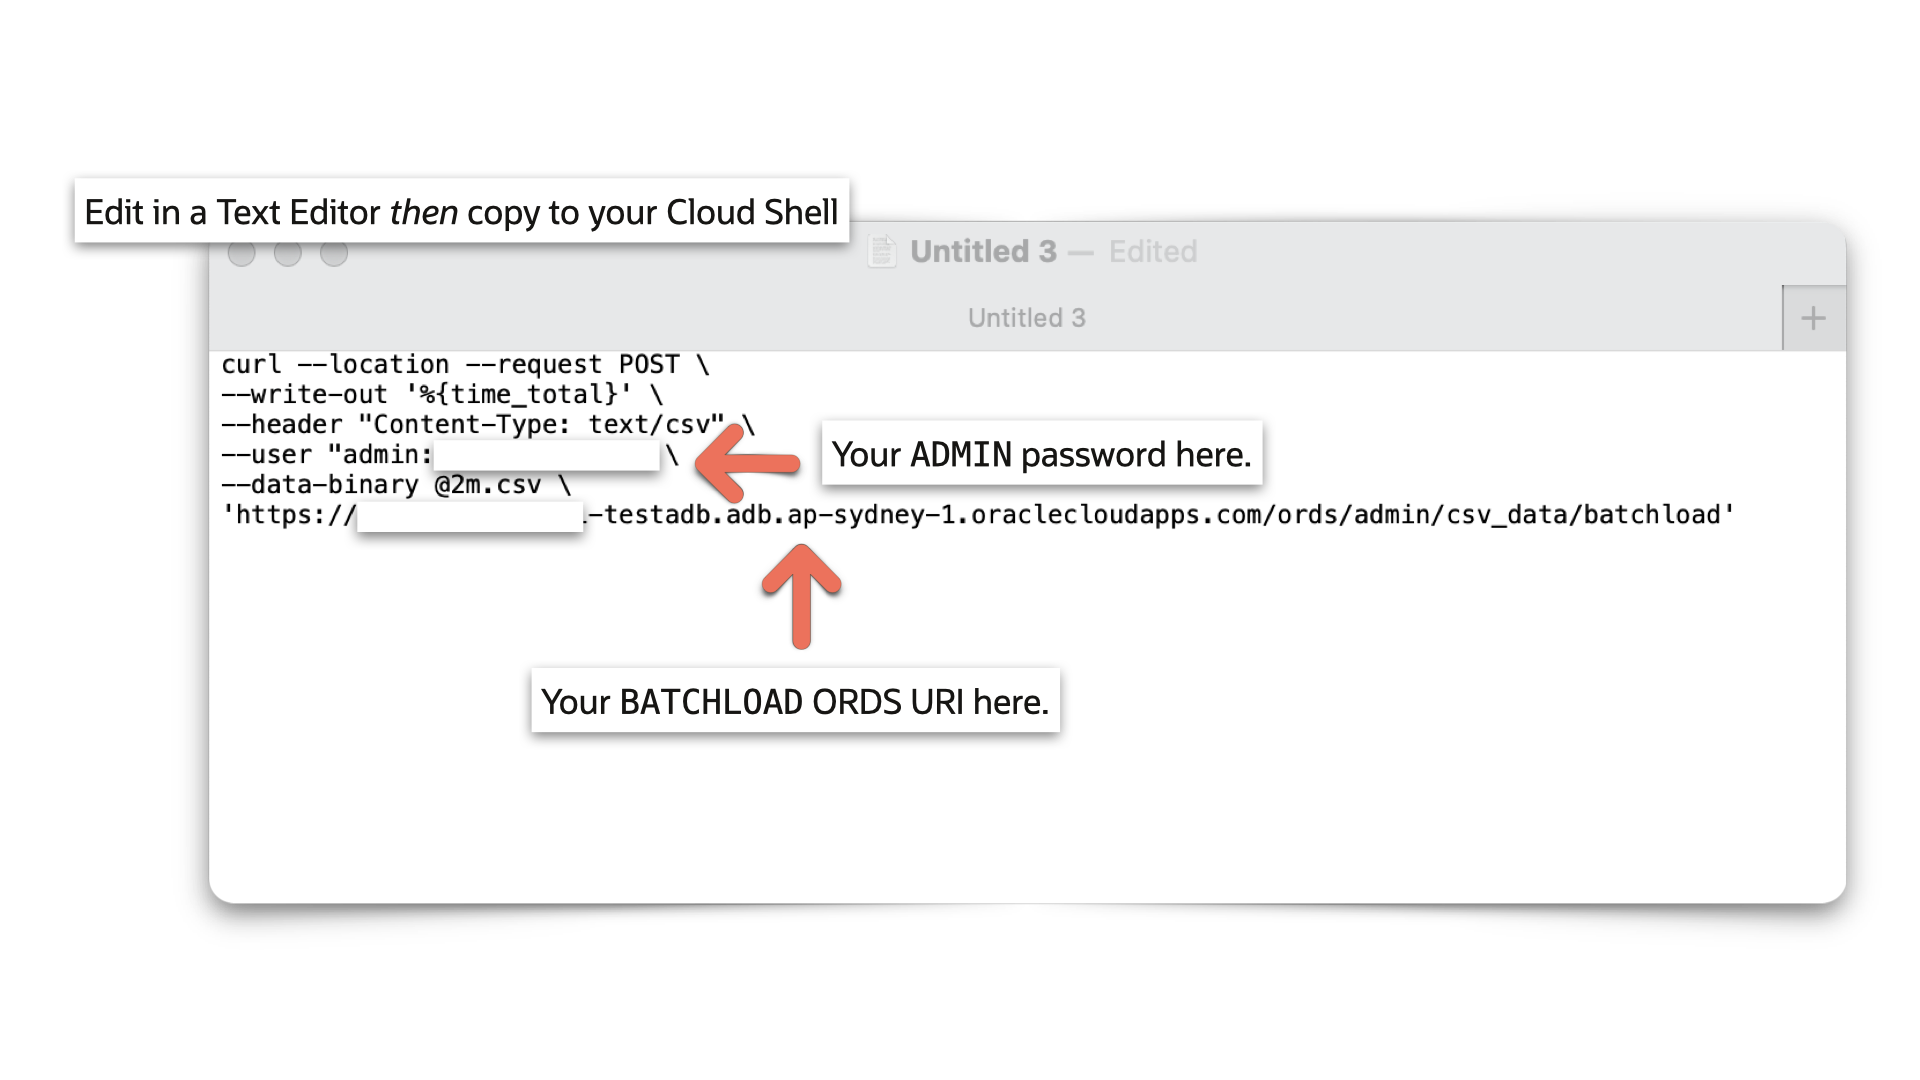 Edit in a Text Editor then copy to your Cloud Shell
Untitled 3 — Edited
Untitled 3
+
curl --location --request POST \
--write-out '%{time_total}' \
--header "Content-Type: text/csv" \
--user "admin: \
Your ADMIN password here.
--data-binary @2m.csv \
'https:// -testadb.adb.ap-sydney-1.oraclecloudapps.com/ords/admin/csv_data/batchload'
Your BATCHLOAD ORDS URI here.